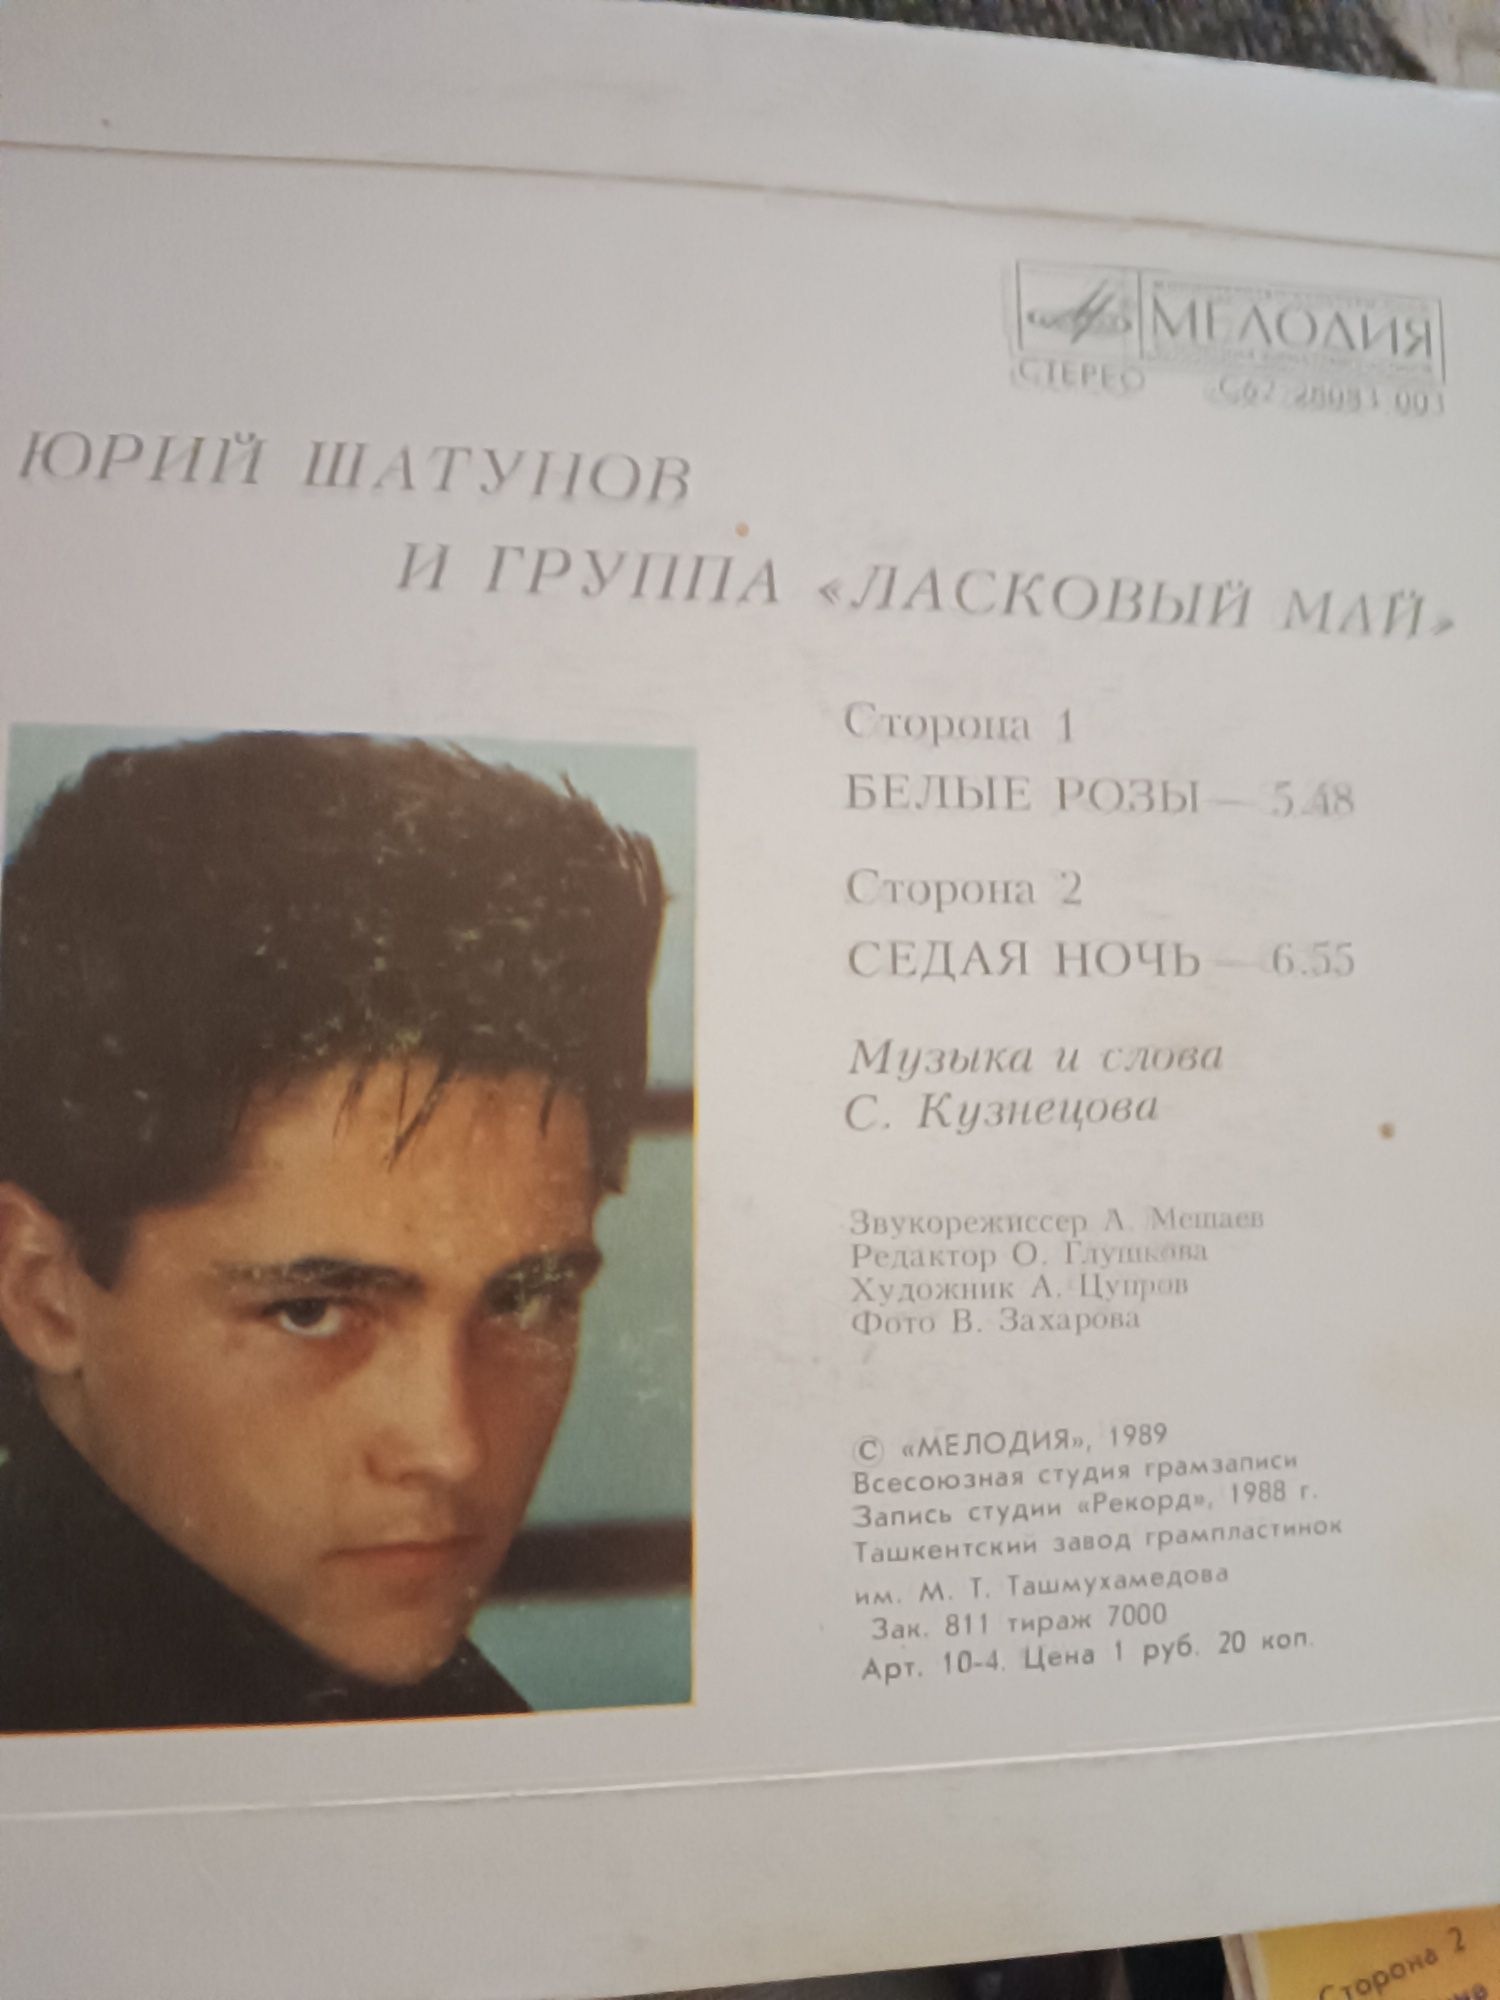 МЕЛОДИЯ
СТЕРЕО С62 28083 003
ЮРИЙ ШАТУНОВ
И ГРУППА «ЛАСКОВЫЙ МАЙ»
Сторона 1
БЕЛЫЕ РОЗЫ — 5.48
Сторона 2
СЕДАЯ НОЧЬ — 6.55
Музыка и слова
С. Кузнецова
Звукорежиссер А. Мешаев
Редактор О. Глушкова
Художник А. Цупров
Фото В. Захарова
© «МЕЛОДИЯ», 1989
Всесоюзная студия грамзаписи
Запись студии «Рекорд», 1988 г.
Ташкентский завод грампластинок
им. М. Т. Ташмухамедова
Зак. 811 тираж 7000
Арт. 10-4. Цена 1 руб. 20 коп.
Сторона 2